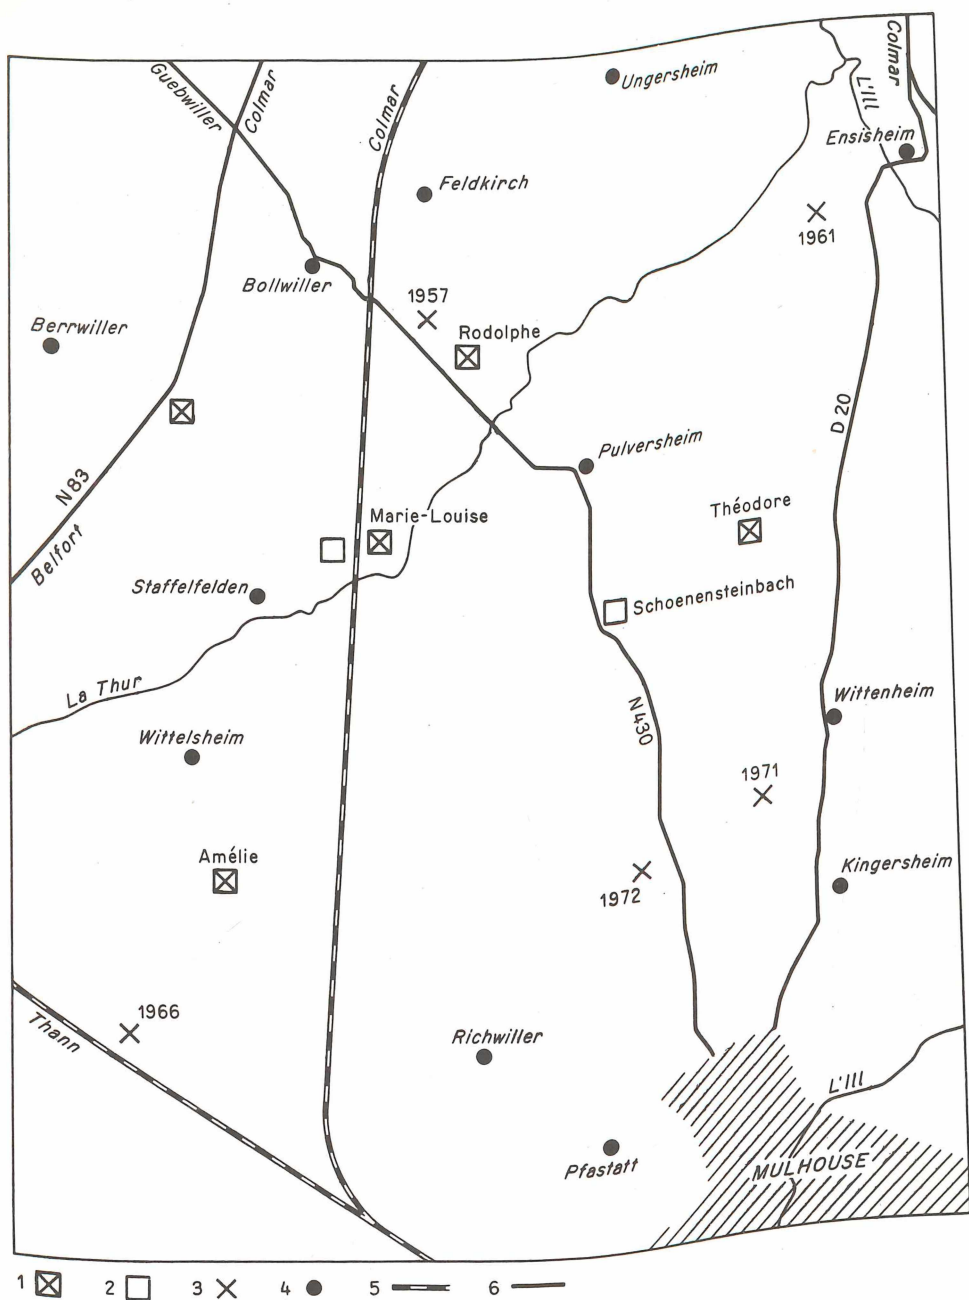 Colmar
Guebwiller
Colmar
Colmar
Ungersheim
L'Ill
Ensisheim
Feldkirch
1961
Bollwiller
1957
Berrwiller
Rodolphe
D 20
Pulversheim
N 83
Belfort
Marie-Louise
Théodore
Staffelfelden
Schoenensteinbach
La Thur
N 430
Wittenheim
Wittelsheim
1971
Amélie
Kingersheim
1972
1966
Thann
Richwiller
L'Ill
Pfastatt
MULHOUSE
1 2 3 4 5 6